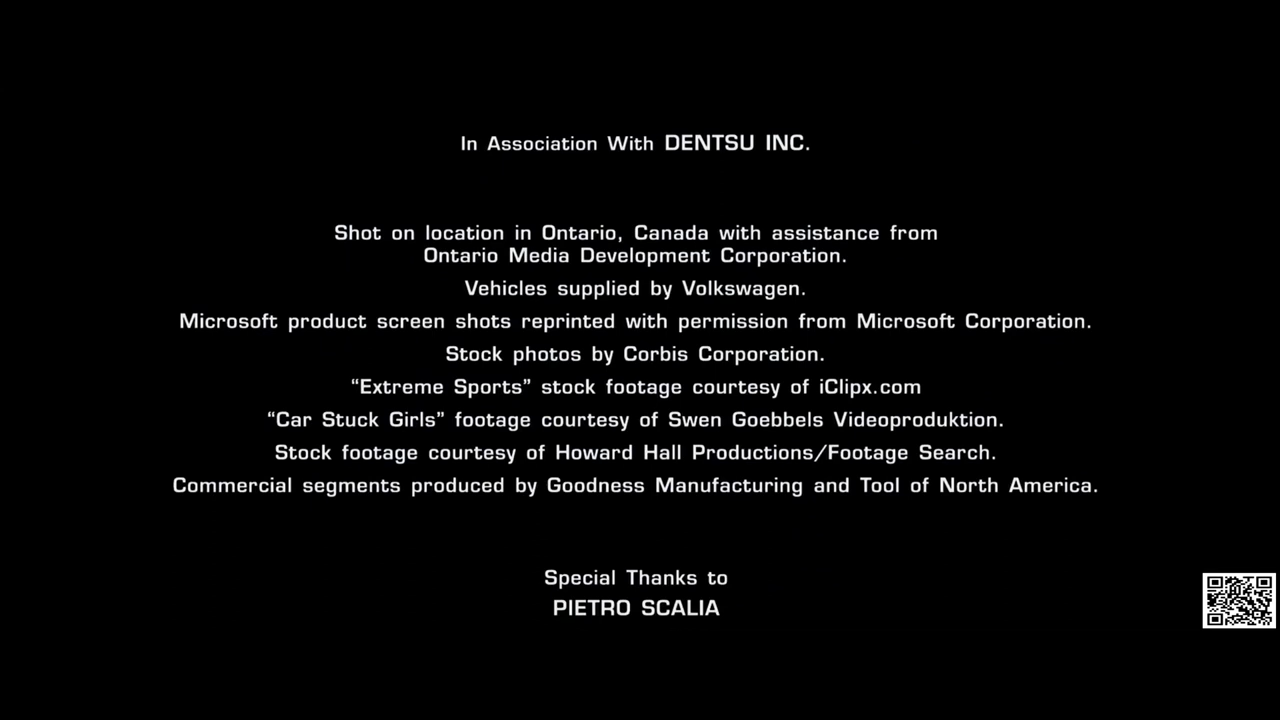 In Association With DENTSU INC.
Shot on location in Ontario, Canada with assistance from
Ontario Media Development Corporation.
Vehicles supplied by Volkswagen.
Microsoft product screen shots reprinted with permission from Microsoft Corporation.
Stock photos by Corbis Corporation.
“Extreme Sports” stock footage courtesy of iClipx.com
“Car Stuck Girls” footage courtesy of Swen Goebbels Videoproduktion.
Stock footage courtesy of Howard Hall Productions/Footage Search.
Commercial segments produced by Goodness Manufacturing and Tool of North America.
Special Thanks to
PIETRO SCALIA